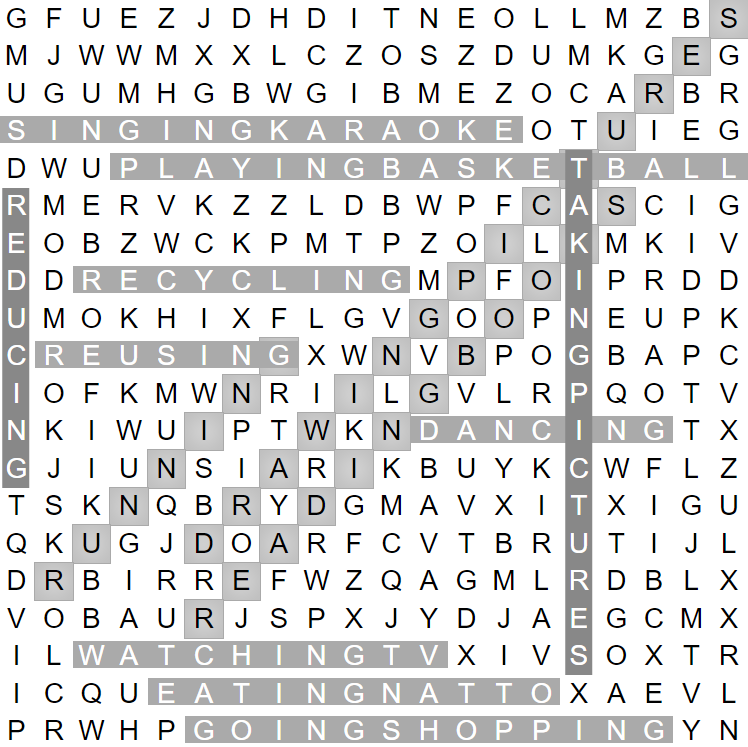 G F U E Z J D H D I T N E O L L M Z B S
M J W W M X X L C Z O S Z D U M K G E G
U G U M H G B W G I B M E Z O C A R B R
S I N G I N G K A R A O K E O T U I E G
D W U P L A Y I N G B A S K E T B A L L
R M E R V K Z Z L D B W P F C A S C I G
E O B Z W C K P M T P Z O I L K M K I V
D D R E C Y C L I N G M P F O I P R D D
U M O K H I X F L G V G O O P N E U P K
C R E U S I N G X W N V B P O G B A P C
I O F K M W N R I I L G V L R P Q O T V
N K I W U I P T W K N D A N C I N G T X
G J I U N S I A R I K B U Y K C W F L Z
T S K N Q B R Y D G M A V X I T X I G U
Q K U G J D O A R F C V T B R U T I J L
D R B I R R E F W Z Q A G M L R D B L X
V O B A U R J S P X J Y D J A E G C M X
I L W A T C H I N G T V X I V S O X T R
I C Q U E A T I N G N A T T O X A E V L
P R W H P G O I N G S H O P P I N G Y N